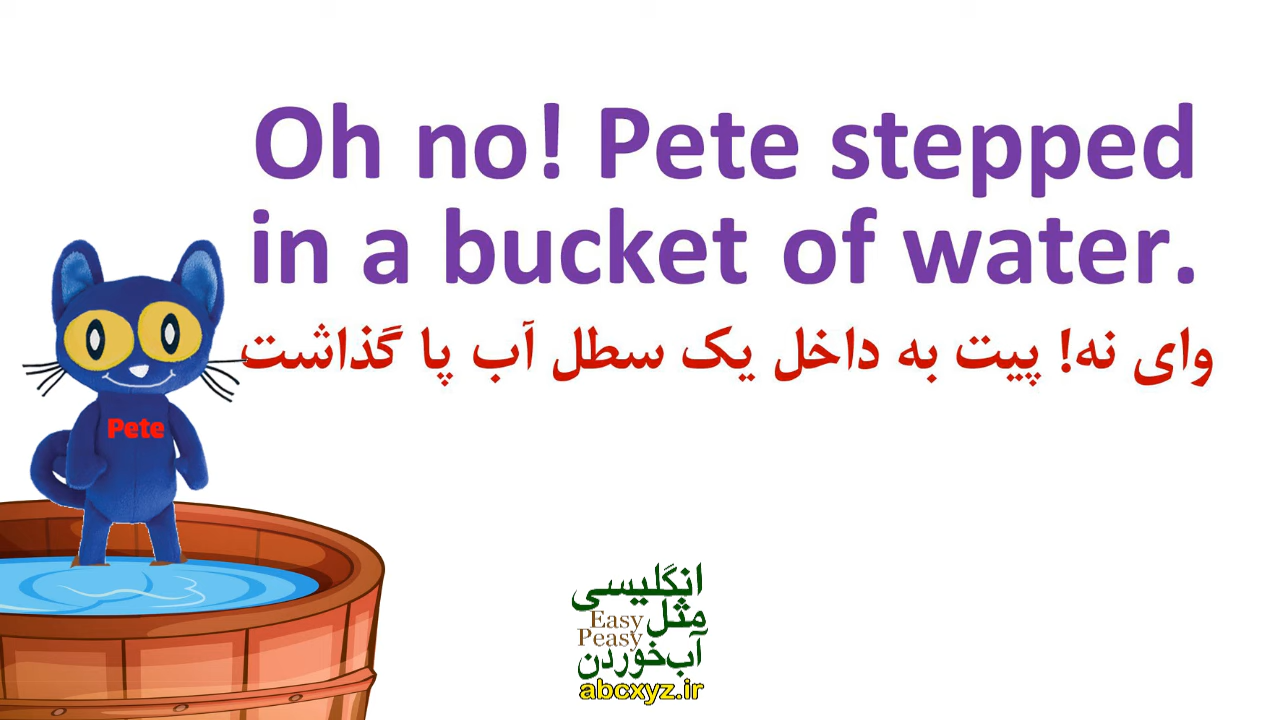 Oh no! Pete stepped
in a bucket of water.
وای نه! پیت به داخل یک سطل آب پا گذاشت
Pete
انگلیسی
مثل
Easy
Peasy
آب‌خوردن
abcxyz.ir